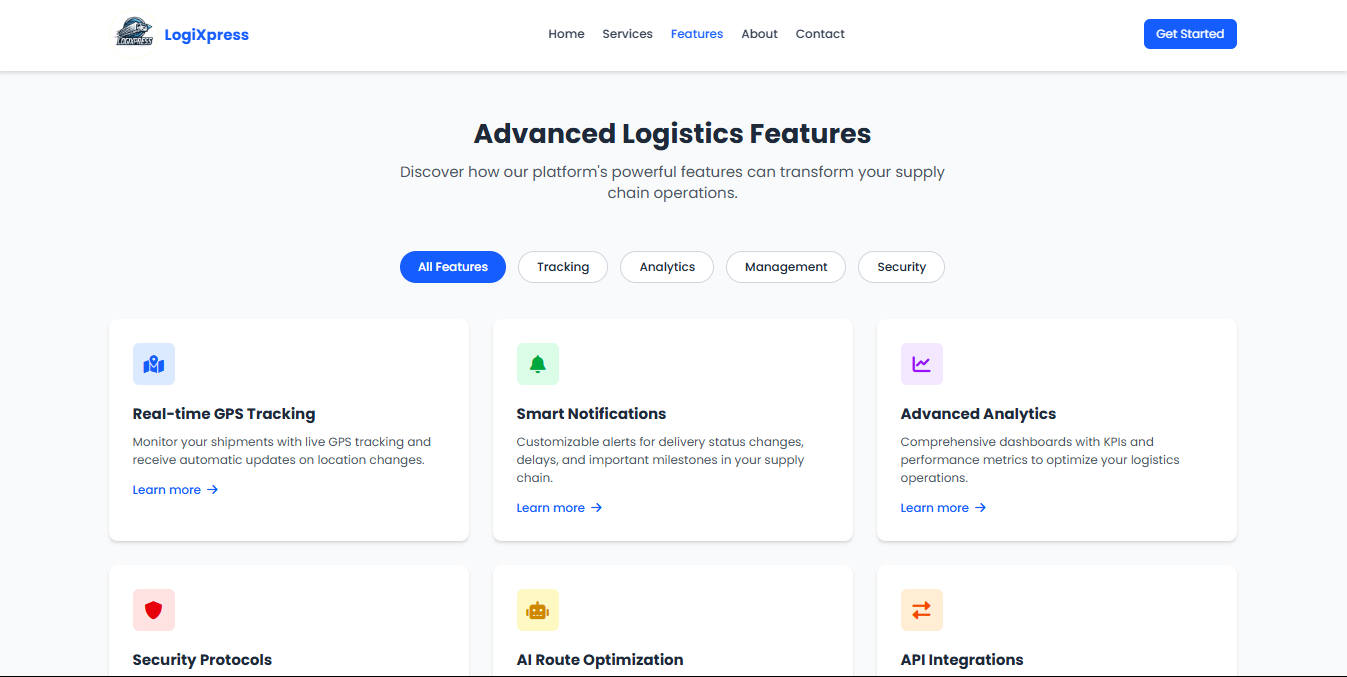 LOGIXPRESS
LogiXpress
Home Services Features About Contact
Get Started
Advanced Logistics Features
Discover how our platform's powerful features can transform your supply
chain operations.
All Features Tracking Analytics Management Security
Real-time GPS Tracking
Monitor your shipments with live GPS tracking and
receive automatic updates on location changes.
Learn more →
Smart Notifications
Customizable alerts for delivery status changes,
delays, and important milestones in your supply
chain.
Learn more →
Advanced Analytics
Comprehensive dashboards with KPIs and
performance metrics to optimize your logistics
operations.
Learn more →
Security Protocols
AI Route Optimization
API Integrations